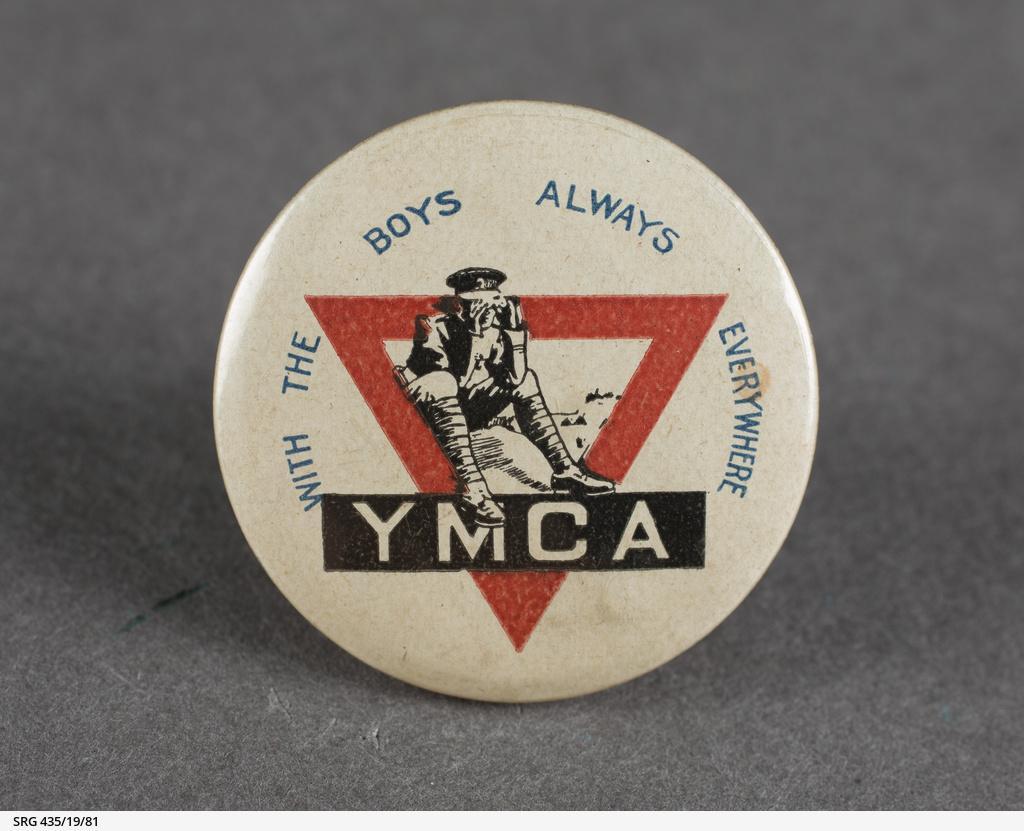 WITH THE BOYS ALWAYS EVERYWHERE
YMCA
SRG 435/19/81